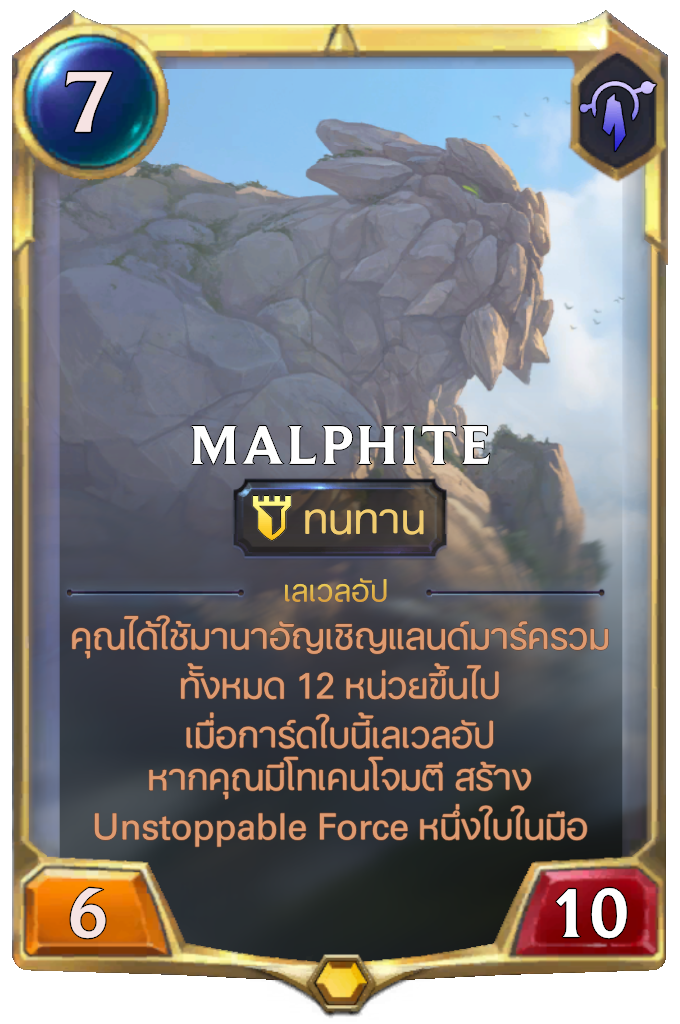 7
MALPHITE
ทนทาน
เลเวลอัป
คุณได้ใช้มานาอัญเชิญแลนด์มาร์ครวม
ทั้งหมด 12 หน่วยขึ้นไป
เมื่อการ์ดใบนี้เลเวลอัป
หากคุณมีโทเคนโจมตี สร้าง
Unstoppable Force หนึ่งใบในมือ
6
10